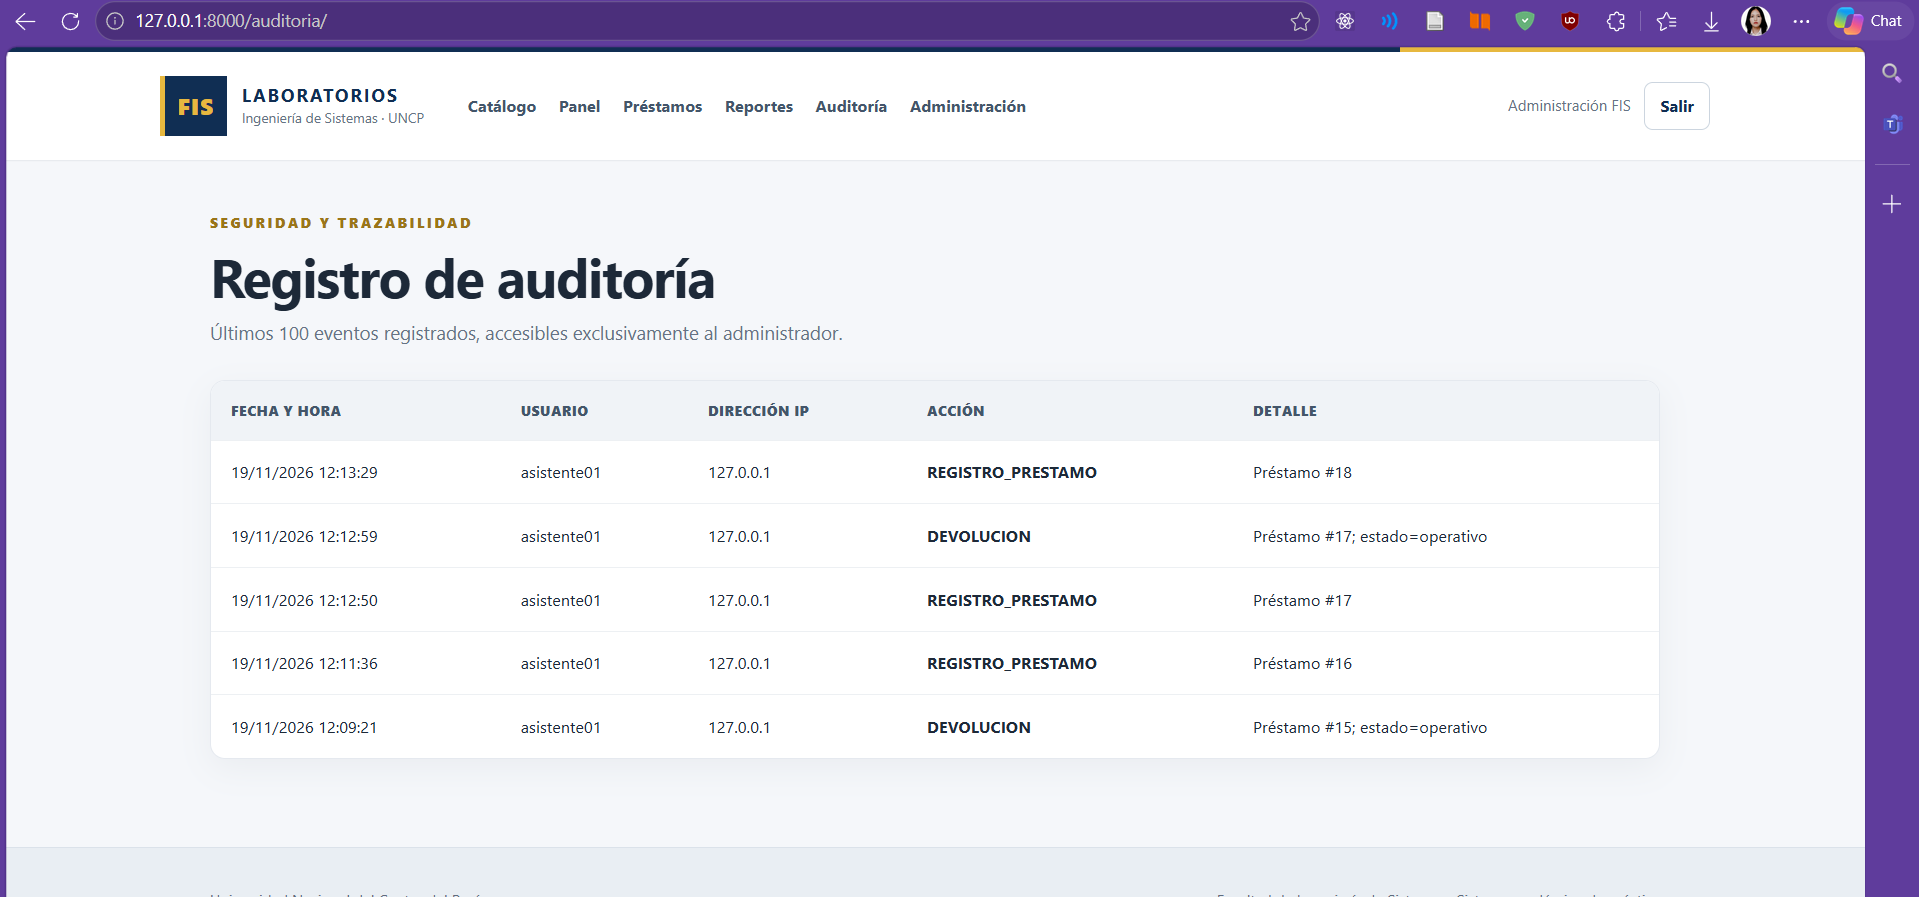 127.0.0.1:8000/auditoria/
Chat
FIS
LABORATORIOS
Ingeniería de Sistemas · UNCP
Catálogo Panel Préstamos Reportes Auditoría Administración
Administración FIS
Salir
SEGURIDAD Y TRAZABILIDAD
Registro de auditoría
Últimos 100 eventos registrados, accesibles exclusivamente al administrador.
FECHA Y HORA USUARIO DIRECCIÓN IP ACCIÓN DETALLE
19/11/2026 12:13:29 asistente01 127.0.0.1 REGISTRO_PRESTAMO Préstamo #18
19/11/2026 12:12:59 asistente01 127.0.0.1 DEVOLUCION Préstamo #17; estado=operativo
19/11/2026 12:12:50 asistente01 127.0.0.1 REGISTRO_PRESTAMO Préstamo #17
19/11/2026 12:11:36 asistente01 127.0.0.1 REGISTRO_PRESTAMO Préstamo #16
19/11/2026 12:09:21 asistente01 127.0.0.1 DEVOLUCION Préstamo #15; estado=operativo